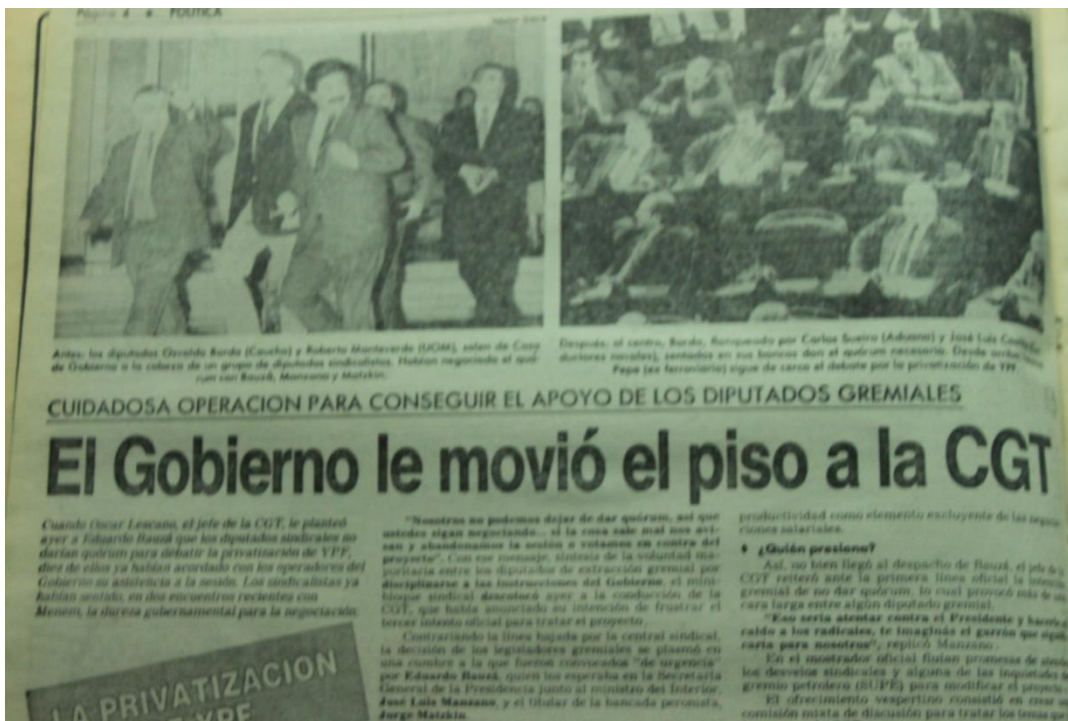 Página 4 • POLITICA
Antes: los diputados Osvaldo Borda (Caucho) y Roberto Monteverde (UOM), salen de Casa
de Gobierno a la cabeza de un grupo de diputados sindicalistas. Habían negociado el quó-
rum con Bauzá, Manzano y Matzkin.
Después: al centro, Borda, flanqueado por Carlos Sueiro (Aduana) y José Luis
ductores navales), sentados en sus bancas dan el quórum necesario. Desde arriba
Pepe (ex ferroviario) sigue de cerca el debate por la privatización de YPF.
CUIDADOSA OPERACION PARA CONSEGUIR EL APOYO DE LOS DIPUTADOS GREMIALES
El Gobierno le movió el piso a la CGT
Cuando Oscar Lescano, el jefe de la CGT, le planteó
ayer a Eduardo Bauzá que los diputados sindicales no
darían quórum para debatir la privatización de YPF,
diez de ellos ya habían acordado con los operadores del
Gobierno su asistencia a la sesión. Los sindicalistas ya
habían sentido, en dos encuentros recientes con
Menem, la dureza gubernamental para la negociación.
LA PRIVATIZACION
DE YPF
"Nosotros no podemos dejar de dar quórum, así que
ustedes sigan negociando... si la cosa sale mal nos avi-
san y abandonamos la sesión o votamos en contra del
proyecto". Con ese mensaje, síntesis de la voluntad ma-
yoritaria entre los diputados de extracción gremial por
disciplinarse a las instrucciones del Gobierno, el mini-
bloque sindical descolocó ayer a la conducción de la
CGT, que había anunciado su intención de frustrar el
tercer intento oficial para tratar el proyecto.
Contrariando la línea bajada por la central sindical,
la decisión de los legisladores gremiales se plasmó en
una cumbre a la que fueron convocados "de urgencia"
por Eduardo Bauzá, quien los esperaba en la Secretaría
General de la Presidencia junto al ministro del Interior,
José Luis Manzano, y el titular de la bancada peronista,
Jorge Matzkin.
productividad como elemento excluyente de las negocia-
ciones salariales.
¿Quién presiona?
Así, no bien llegó al despacho de Bauzá, el jefe de la
CGT reiteró ante la primera línea oficial la intención
gremial de no dar quórum, lo cual provocó más de una
cara larga entre algún diputado gremial.
"Eso sería atentar contra el Presidente y hacerle el
caldo a los radicales, te imaginás el garrón que signifi-
caría para nosotros", replicó Manzano.
En el mostrador oficial fluían promesas de
los desvelos sindicales y alguna de las inquietudes del
gremio petrolero (SUPE) para modificar el proyecto
El ofrecimiento vespertino consistió en crear una
comisión mixta de discusión para tratar los temas que